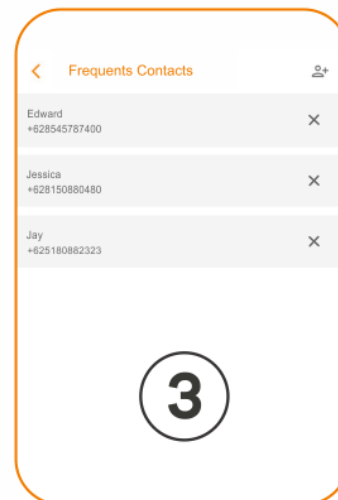 Frequents Contacts
Edward
+628545787400
Jessica
+628150880480
Jay
+625180882323
3